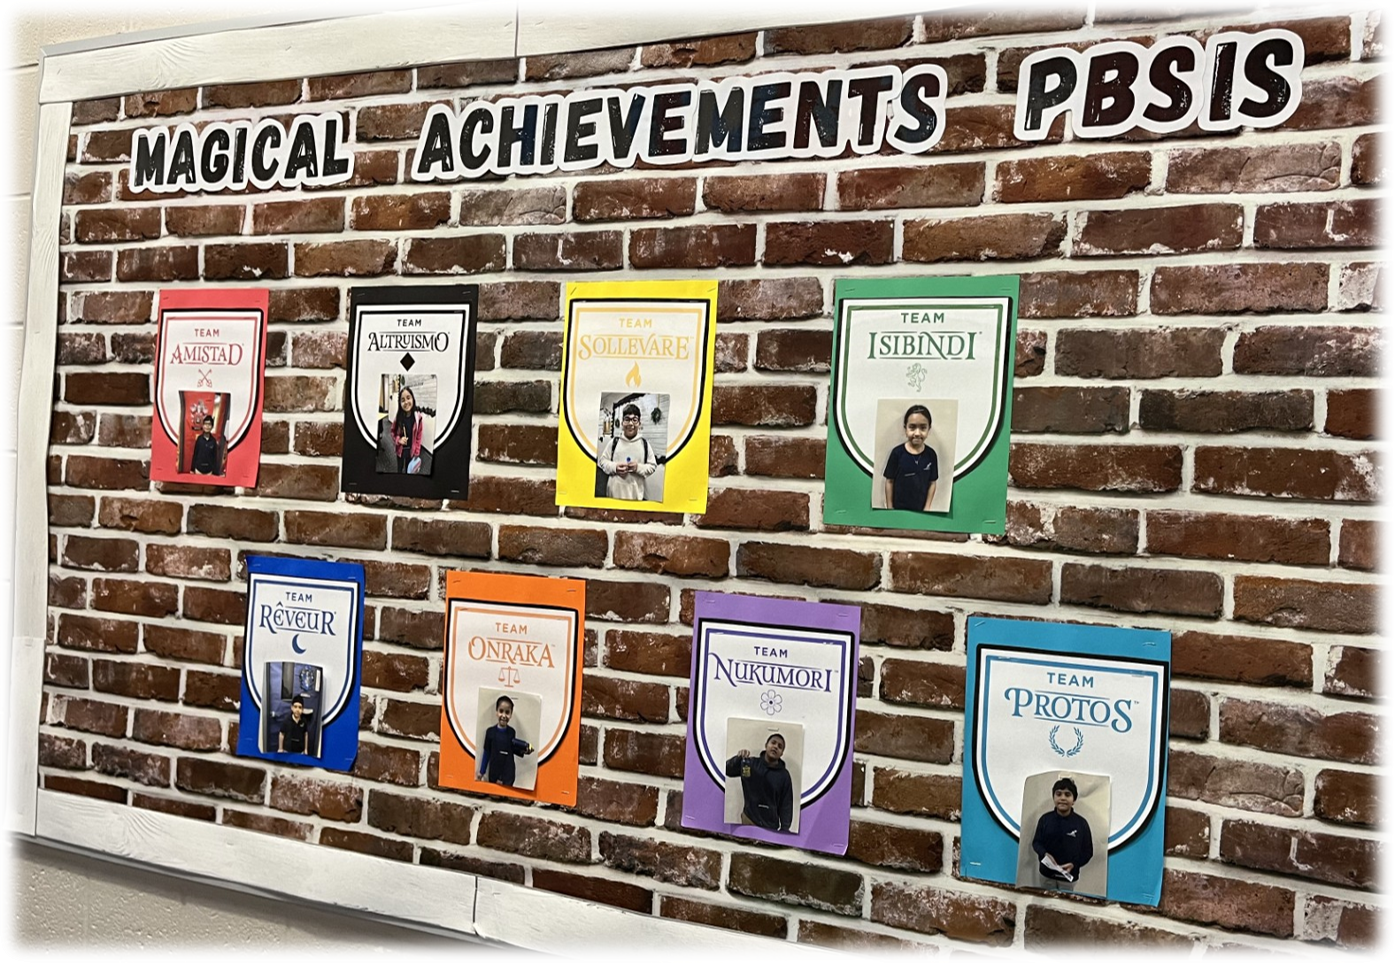 MAGICAL ACHIEVEMENTS PBSIS
TEAM
AMISTAD
TEAM
ALTRUISMO
TEAM
SOLLEVARE
TEAM
ISIBINDI
TEAM
RÊVEUR
TEAM
ONRAKA
TEAM
NUKUMORI
TEAM
PROTOS